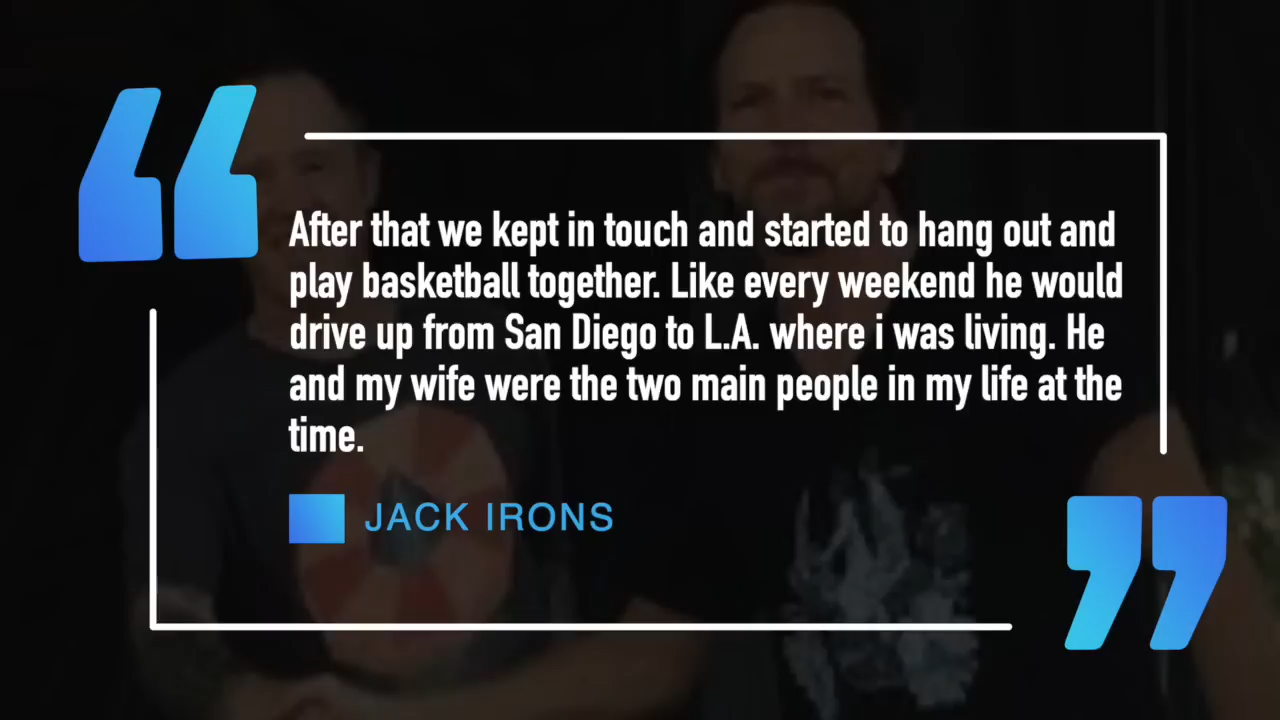 After that we kept in touch and started to hang out and
play basketball together. Like every weekend he would
drive up from San Diego to L.A. where i was living. He
and my wife were the two main people in my life at the
time.
JACK IRONS